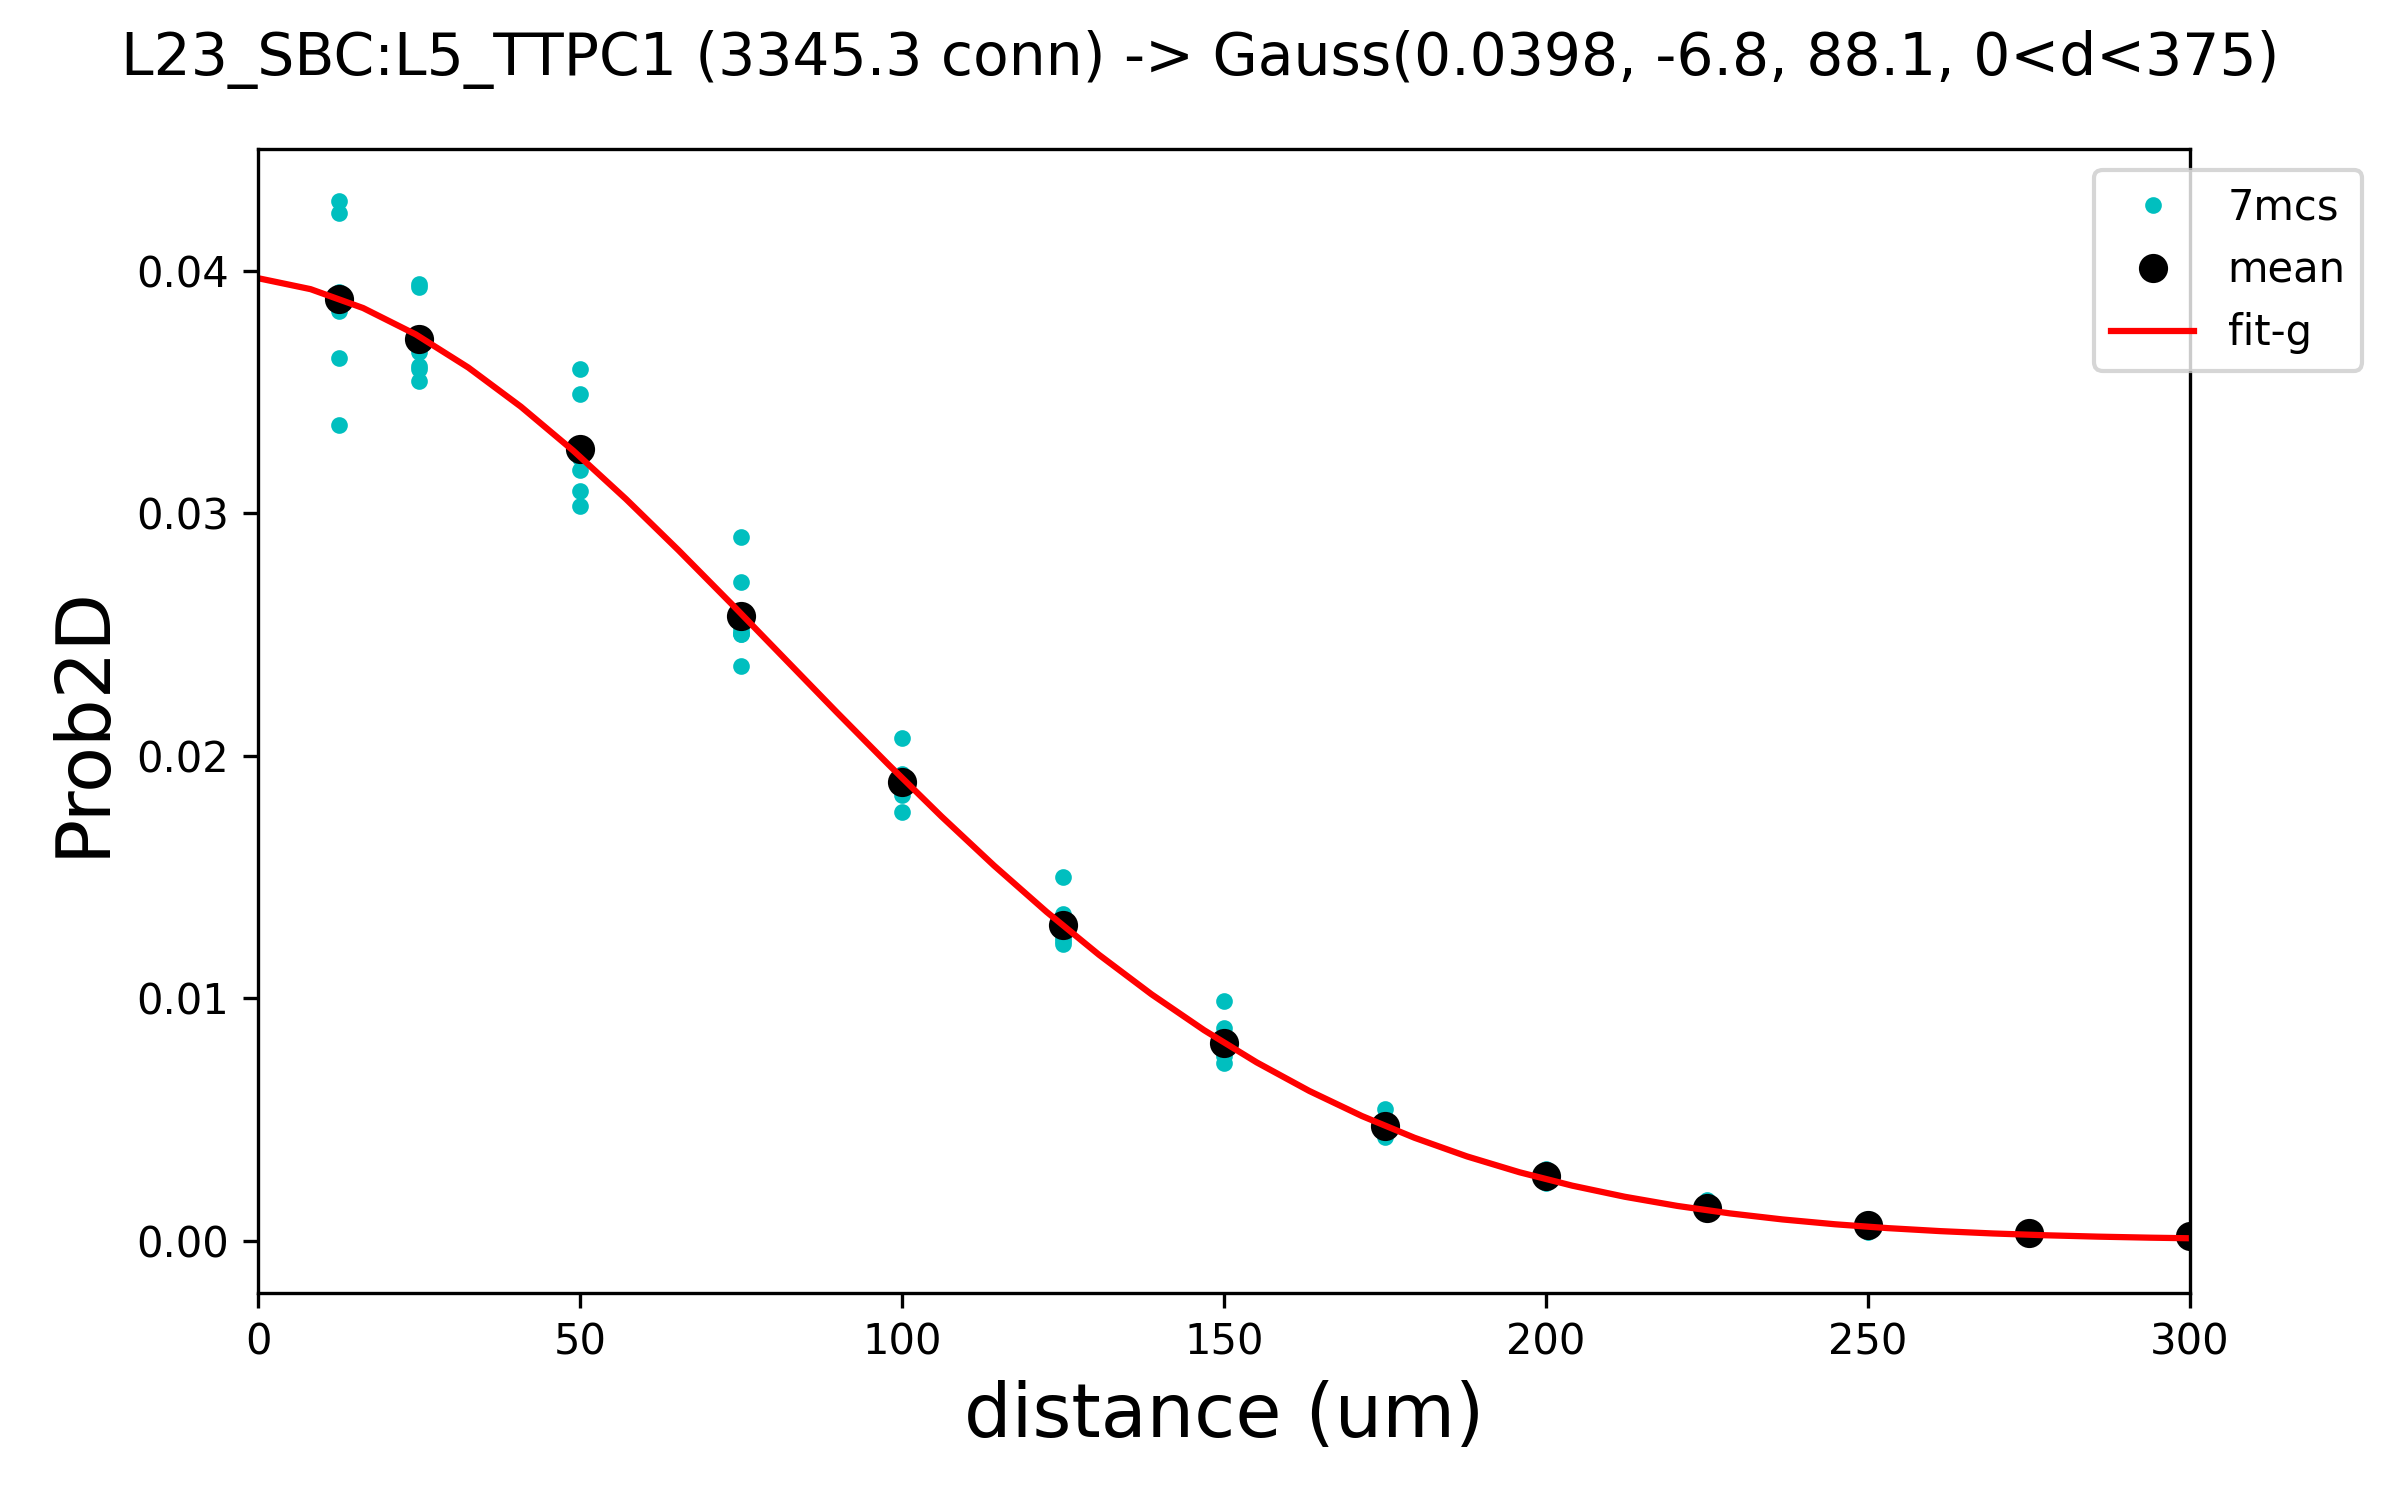 L23_SBC:L5_TTPC1 (3345.3 conn) -> Gauss(0.0398, -6.8, 88.1, 0<d<375)
7mcs
mean
fit-g
Prob2D
0.04
0.03
0.02
0.01
0.00
0 50 100 150 200 250 300
distance (um)